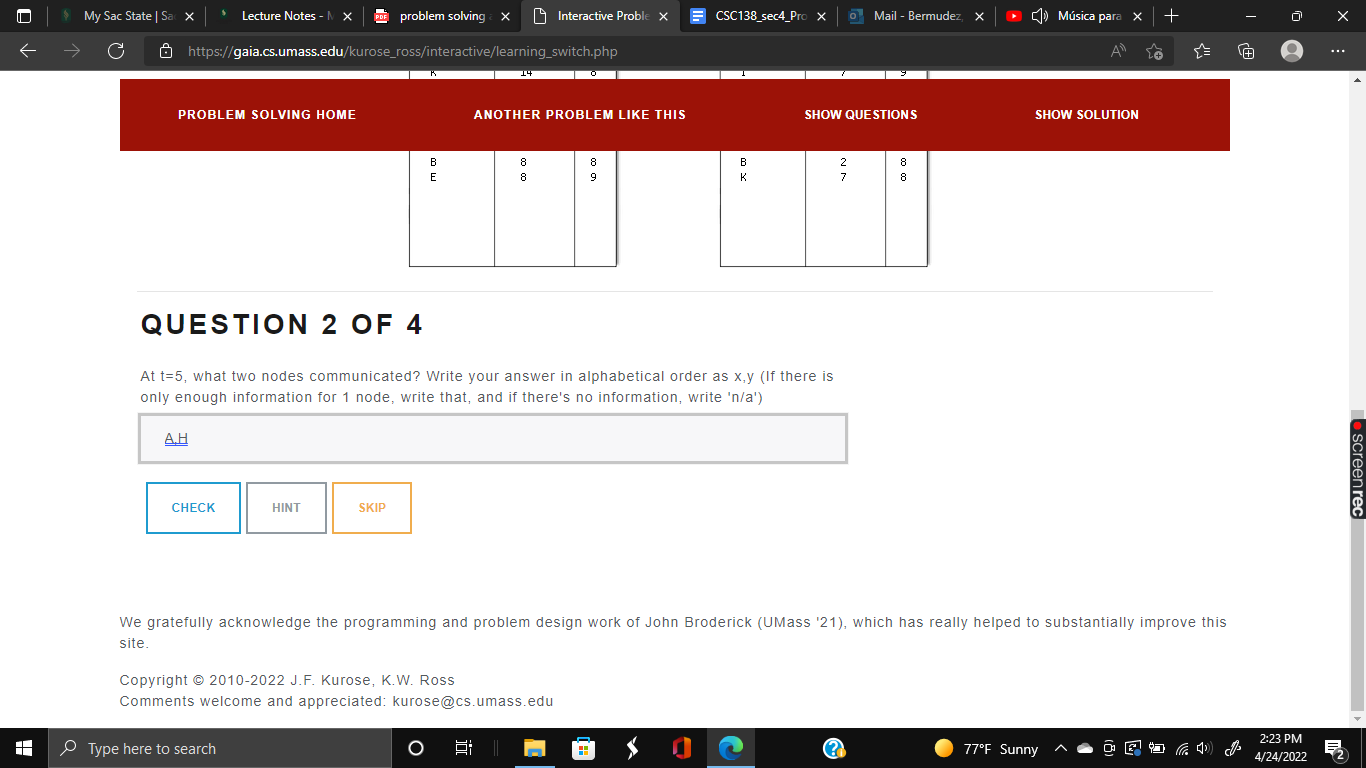 My Sac State | Sa
Lecture Notes - M
problem solving a
Interactive Proble
CSC138_sec4_Pro
Mail - Bermudez,
Música para
https://gaia.cs.umass.edu/kurose_ross/interactive/learning_switch.php
K 14 8 I 7 9
PROBLEM SOLVING HOME ANOTHER PROBLEM LIKE THIS SHOW QUESTIONS SHOW SOLUTION
B 8 8 B 2 8
E 8 9 K 7 8
QUESTION 2 OF 4
At t=5, what two nodes communicated? Write your answer in alphabetical order as x,y (If there is
only enough information for 1 node, write that, and if there's no information, write 'n/a')
A,H
CHECK HINT SKIP
screenrec
We gratefully acknowledge the programming and problem design work of John Broderick (UMass '21), which has really helped to substantially improve this
site.
Copyright © 2010-2022 J.F. Kurose, K.W. Ross
Comments welcome and appreciated: kurose@cs.umass.edu
Type here to search
77°F Sunny
2:23 PM
4/24/2022
2